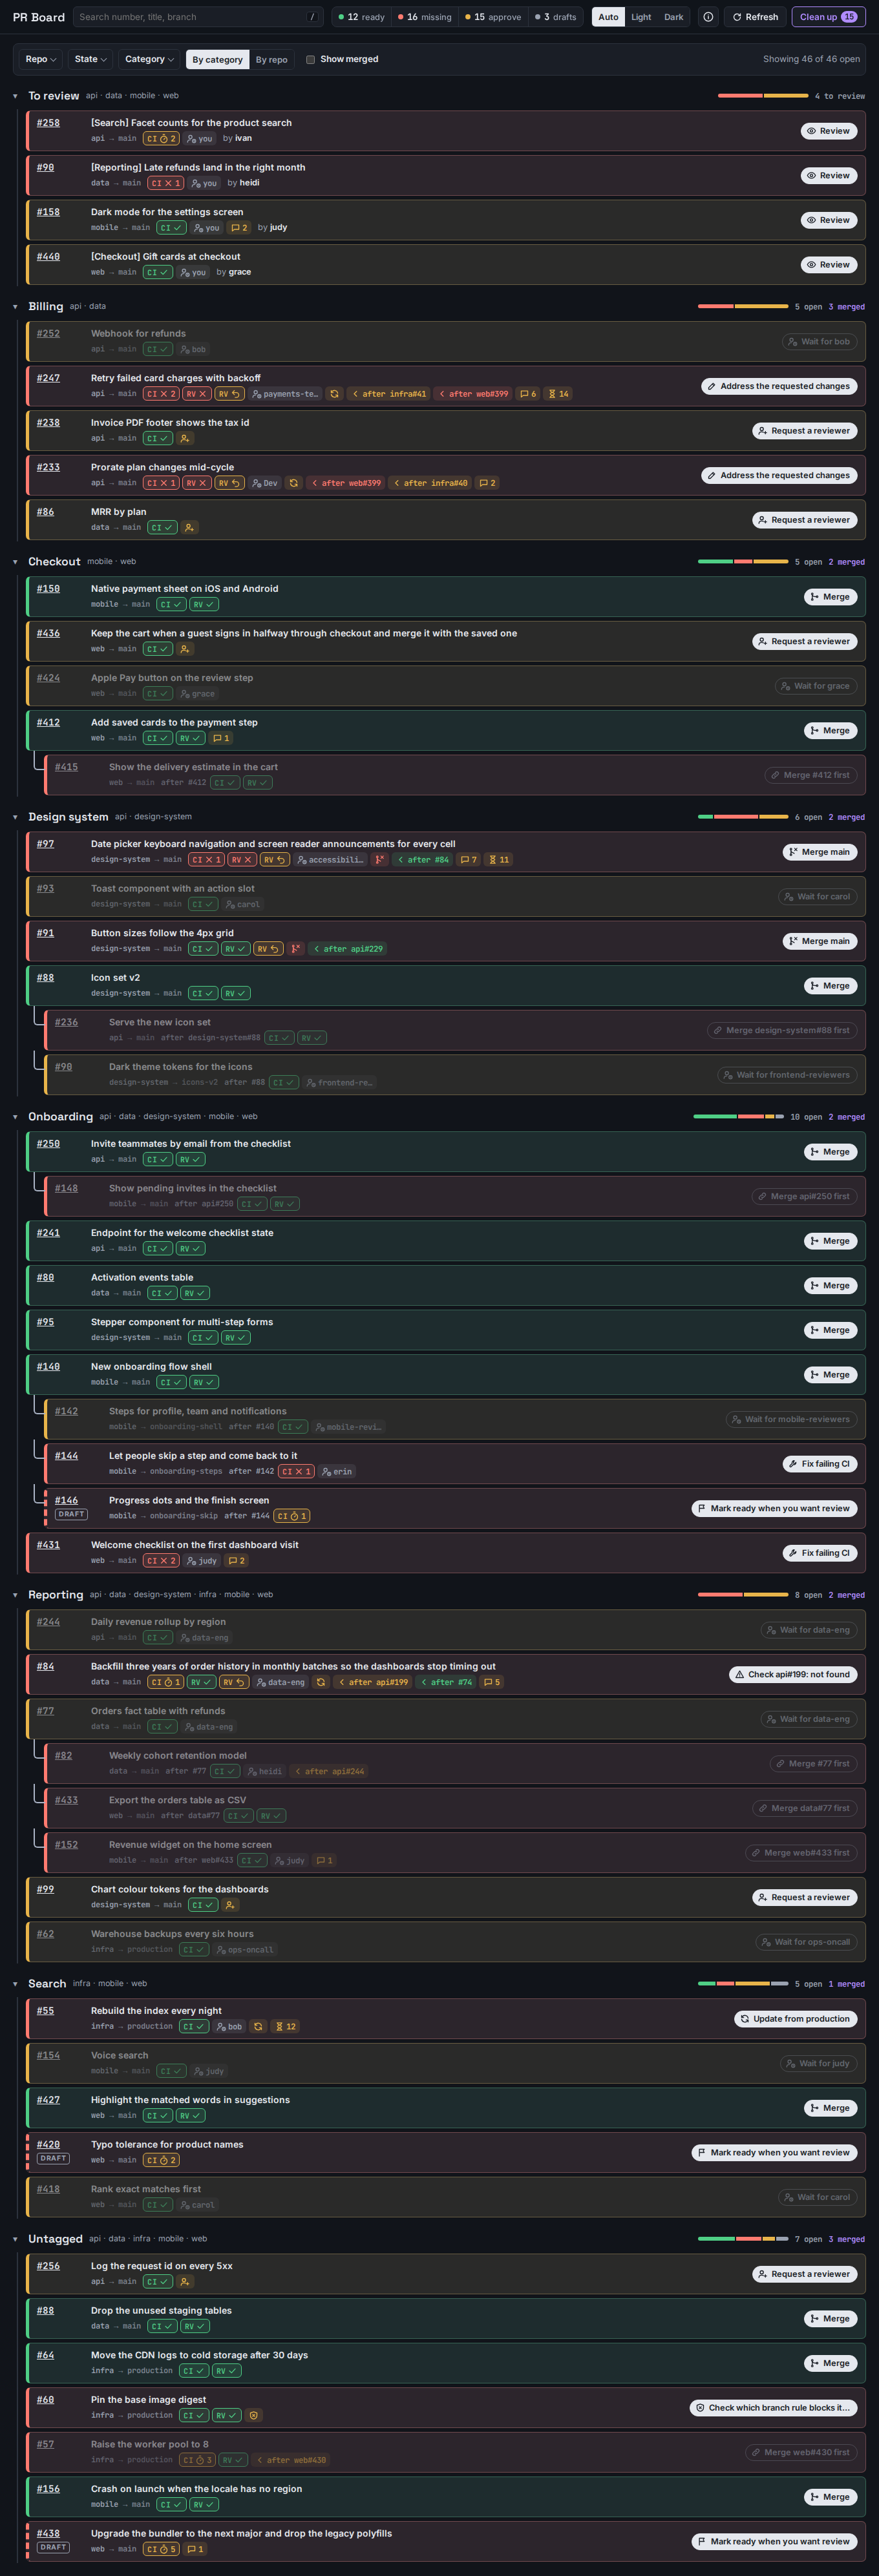 PR Board Search number, title, branch / 12 ready 16 missing 15 approve 3 drafts Auto Light Dark Refresh Clean up 15
Repo State Category By category By repo Show merged Showing 46 of 46 open
To review api · data · mobile · web 4 to review
#258 [Search] Facet counts for the product search
api → main CI 2 you by ivan Review
#90 [Reporting] Late refunds land in the right month
data → main CI 1 you by heidi Review
#158 Dark mode for the settings screen
mobile → main CI you 2 by judy Review
#440 [Checkout] Gift cards at checkout
web → main CI you by grace Review
Billing api · data 5 open 3 merged
#252 Webhook for refunds
api → main CI bob Wait for bob
#247 Retry failed card charges with backoff
api → main CI 2 RV RV payments-te… after infra#41 after web#399 6 14 Address the requested changes
#238 Invoice PDF footer shows the tax id
api → main CI Request a reviewer
#233 Prorate plan changes mid-cycle
api → main CI 1 RV RV Dev after web#399 after infra#40 2 Address the requested changes
#86 MRR by plan
data → main CI Request a reviewer
Checkout mobile · web 5 open 2 merged
#150 Native payment sheet on iOS and Android
mobile → main CI RV Merge
#436 Keep the cart when a guest signs in halfway through checkout and merge it with the saved one
web → main CI Request a reviewer
#424 Apple Pay button on the review step
web → main CI grace Wait for grace
#412 Add saved cards to the payment step
web → main CI RV 1 Merge
#415 Show the delivery estimate in the cart
web → main after #412 CI RV Merge #412 first
Design system api · design-system 6 open 2 merged
#97 Date picker keyboard navigation and screen reader announcements for every cell
design-system → main CI 1 RV RV accessibili… after #84 7 11 Merge main
#93 Toast component with an action slot
design-system → main CI carol Wait for carol
#91 Button sizes follow the 4px grid
design-system → main CI RV RV after api#229 Merge main
#88 Icon set v2
design-system → main CI RV Merge
#236 Serve the new icon set
api → main after design-system#88 CI RV Merge design-system#88 first
#90 Dark theme tokens for the icons
design-system → icons-v2 after #88 CI frontend-re… Wait for frontend-reviewers
Onboarding api · data · design-system · mobile · web 10 open 2 merged
#250 Invite teammates by email from the checklist
api → main CI RV Merge
#148 Show pending invites in the checklist
mobile → main after api#250 CI RV Merge api#250 first
#241 Endpoint for the welcome checklist state
api → main CI RV Merge
#80 Activation events table
data → main CI RV Merge
#95 Stepper component for multi-step forms
design-system → main CI RV Merge
#140 New onboarding flow shell
mobile → main CI RV Merge
#142 Steps for profile, team and notifications
mobile → onboarding-shell after #140 CI mobile-revi… Wait for mobile-reviewers
#144 Let people skip a step and come back to it
mobile → onboarding-steps after #142 CI 1 erin Fix failing CI
#146 Progress dots and the finish screen
DRAFT mobile → onboarding-skip after #144 CI 1 Mark ready when you want review
#431 Welcome checklist on the first dashboard visit
web → main CI 2 judy 2 Fix failing CI
Reporting api · data · design-system · infra · mobile · web 8 open 2 merged
#244 Daily revenue rollup by region
api → main CI data-eng Wait for data-eng
#84 Backfill three years of order history in monthly batches so the dashboards stop timing out
data → main CI 1 RV RV data-eng after api#199 after #74 5 Check api#199: not found
#77 Orders fact table with refunds
data → main CI data-eng Wait for data-eng
#82 Weekly cohort retention model
data → main after #77 CI heidi after api#244 Merge #77 first
#433 Export the orders table as CSV
web → main after data#77 CI RV Merge data#77 first
#152 Revenue widget on the home screen
mobile → main after web#433 CI judy 1 Merge web#433 first
#99 Chart colour tokens for the dashboards
design-system → main CI Request a reviewer
#62 Warehouse backups every six hours
infra → production CI ops-oncall Wait for ops-oncall
Search infra · mobile · web 5 open 1 merged
#55 Rebuild the index every night
infra → production CI bob 12 Update from production
#154 Voice search
mobile → main CI judy Wait for judy
#427 Highlight the matched words in suggestions
web → main CI RV Merge
#420 Typo tolerance for product names
DRAFT web → main CI 2 Mark ready when you want review
#418 Rank exact matches first
web → main CI carol Wait for carol
Untagged api · data · infra · mobile · web 7 open 3 merged
#256 Log the request id on every 5xx
api → main CI Request a reviewer
#88 Drop the unused staging tables
data → main CI RV Merge
#64 Move the CDN logs to cold storage after 30 days
infra → production CI RV Merge
#60 Pin the base image digest
infra → production CI RV Check which branch rule blocks it…
#57 Raise the worker pool to 8
infra → production CI 3 RV after web#430 Merge web#430 first
#156 Crash on launch when the locale has no region
mobile → main CI RV Merge
#438 Upgrade the bundler to the next major and drop the legacy polyfills
DRAFT web → main CI 5 1 Mark ready when you want review